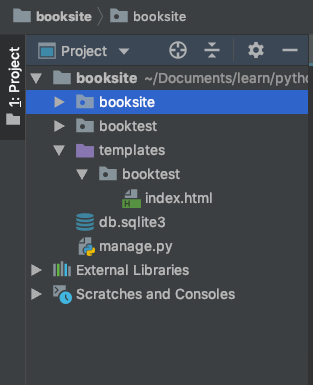 booksite booksite
1: Project
Project
booksite ~/Documents/learn/pytho
booksite
booktest
templates
booktest
index.html
db.sqlite3
manage.py
External Libraries
Scratches and Consoles